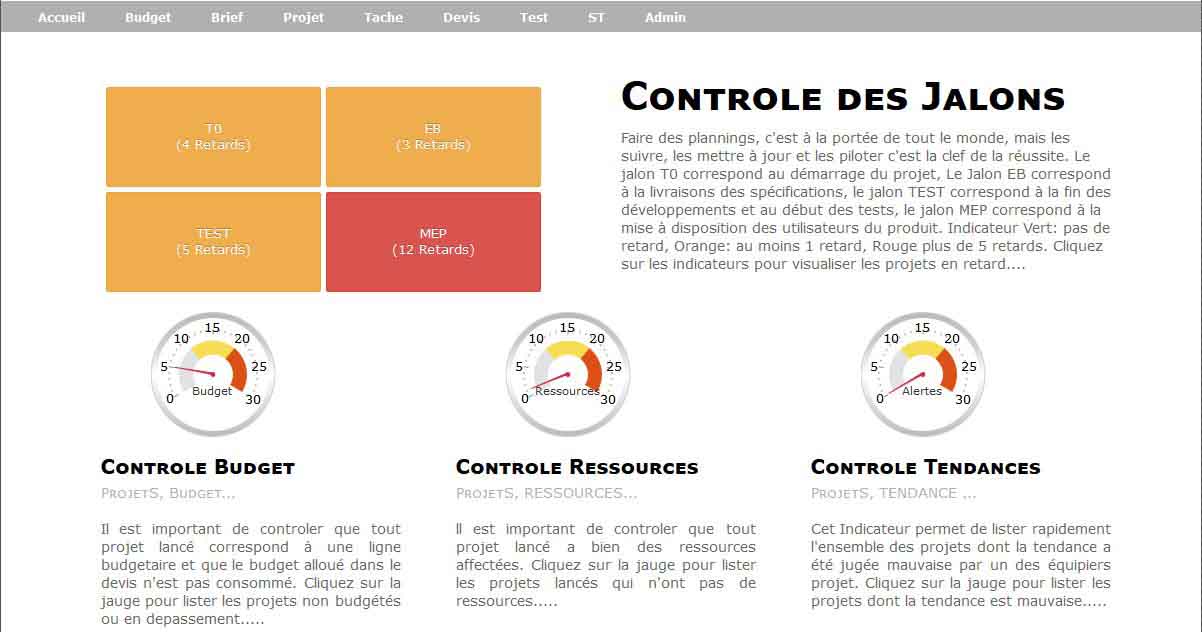 Accueil Budget Brief Projet Tache Devis Test ST Admin
T0
(4 Retards)
EB
(3 Retards)
TEST
(5 Retards)
MEP
(12 Retards)
Controle des Jalons
Faire des plannings, c'est à la portée de tout le monde, mais les
suivre, les mettre à jour et les piloter c'est la clef de la réussite. Le
jalon T0 correspond au démarrage du projet, Le Jalon EB correspond
à la livraisons des spécifications, le jalon TEST correspond à la fin des
développements et au début des tests, le jalon MEP correspond à la
mise à disposition des utilisateurs du produit. Indicateur Vert: pas de
retard, Orange: au moins 1 retard, Rouge plus de 5 retards. Cliquez
sur les indicateurs pour visualiser les projets en retard....
0 5 10 15 20 25 30
Budget
0 5 10 15 20 25 30
Ressources
0 5 10 15 20 25 30
Alertes
Controle Budget
ProjetS, Budget...
Il est important de controler que tout
projet lancé correspond à une ligne
budgetaire et que le budget alloué dans le
devis n'est pas consommé. Cliquez sur la
jauge pour lister les projets non budgétés
ou en depassement.....
Controle Ressources
ProjetS, RESSOURCES...
Il est important de controler que tout
projet lancé a bien des ressources
affectées. Cliquez sur la jauge pour lister
les projets lancés qui n'ont pas de
ressources.....
Controle Tendances
ProjetS, TENDANCE ...
Cet Indicateur permet de lister rapidement
l'ensemble des projets dont la tendance a
été jugée mauvaise par un des équipiers
projet. Cliquez sur la jauge pour lister les
projets dont la tendance est mauvaise.....